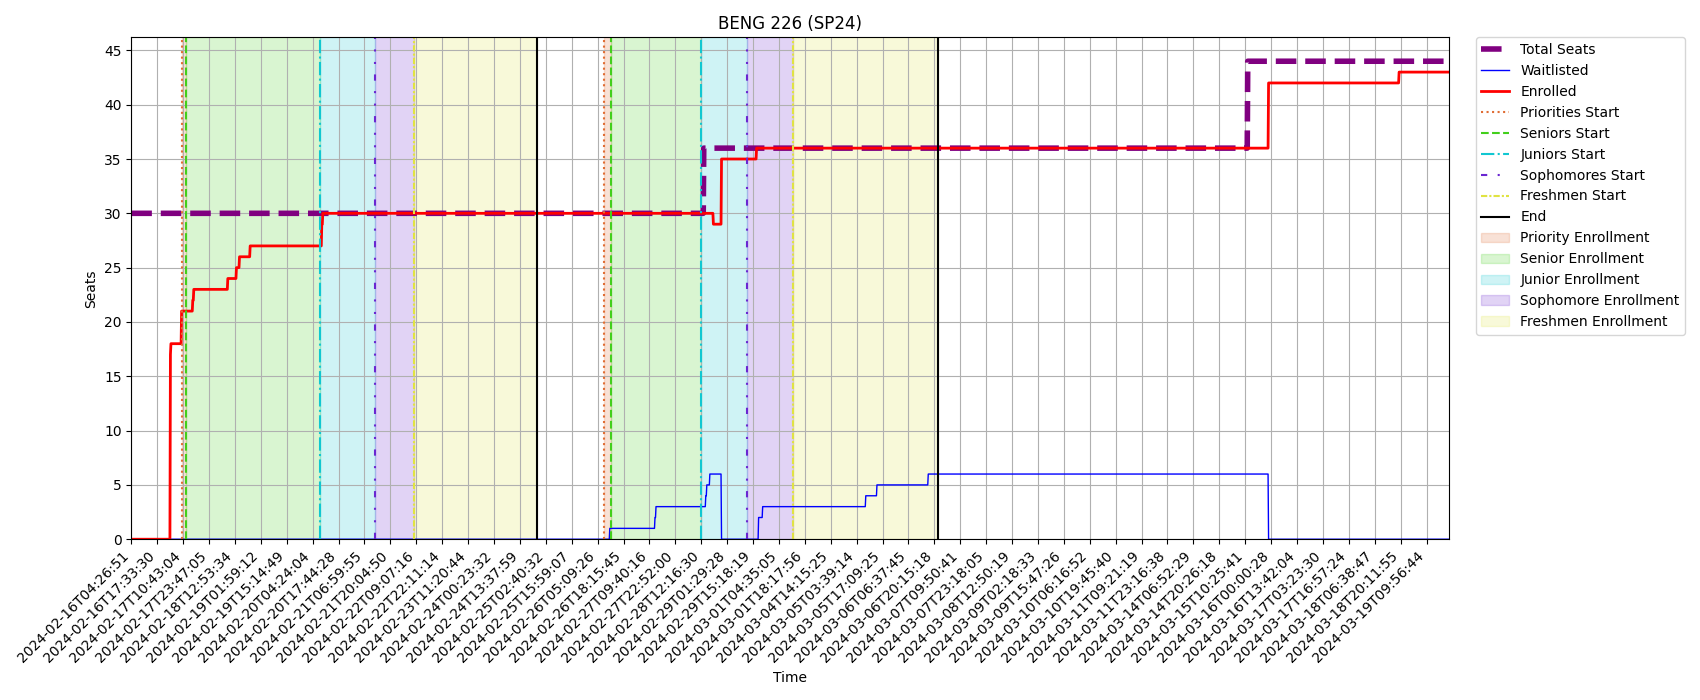 BENG 226 (SP24)
Seats
45
40
35
30
25
20
15
10
5
0
2024-02-16T04:26:51
2024-02-16T17:33:30
2024-02-17T10:43:04
2024-02-17T23:47:05
2024-02-18T12:53:34
2024-02-19T01:59:12
2024-02-19T15:14:49
2024-02-20T04:24:04
2024-02-20T17:44:28
2024-02-21T06:59:55
2024-02-21T20:04:50
2024-02-22T09:07:16
2024-02-22T22:11:14
2024-02-23T11:20:44
2024-02-24T00:23:32
2024-02-24T13:37:59
2024-02-25T02:40:32
2024-02-25T15:59:07
2024-02-26T05:09:26
2024-02-26T18:15:45
2024-02-27T09:40:16
2024-02-27T22:52:00
2024-02-28T12:16:30
2024-02-29T01:29:28
2024-02-29T15:18:19
2024-03-01T04:35:05
2024-03-01T18:17:56
2024-03-04T14:15:25
2024-03-05T03:39:14
2024-03-05T17:09:25
2024-03-06T06:37:45
2024-03-06T20:15:18
2024-03-07T09:50:41
2024-03-07T23:18:05
2024-03-08T12:50:19
2024-03-09T02:18:33
2024-03-09T15:47:26
2024-03-10T06:16:52
2024-03-10T19:45:40
2024-03-11T09:21:19
2024-03-11T23:16:38
2024-03-14T06:52:29
2024-03-14T20:26:18
2024-03-15T10:25:41
2024-03-16T00:00:28
2024-03-16T13:42:04
2024-03-17T03:23:30
2024-03-17T16:57:24
2024-03-18T06:38:47
2024-03-18T20:11:55
2024-03-19T09:56:44
Time
Total Seats
Waitlisted
Enrolled
Priorities Start
Seniors Start
Juniors Start
Sophomores Start
Freshmen Start
End
Priority Enrollment
Senior Enrollment
Junior Enrollment
Sophomore Enrollment
Freshmen Enrollment